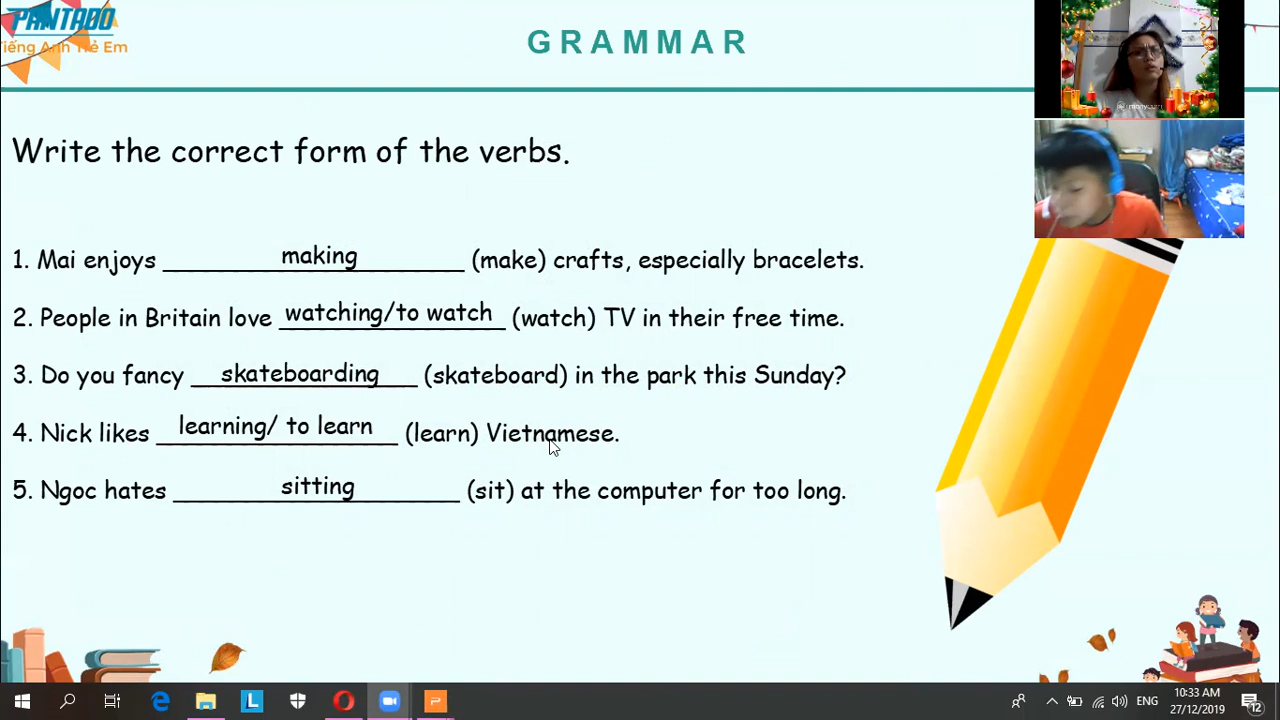 PANTADO
Tiếng Anh Trẻ Em
GRAMMAR
Write the correct form of the verbs.
1. Mai enjoys ____________________ making (make) crafts, especially bracelets.
2. People in Britain love watching/to watch (watch) TV in their free time.
3. Do you fancy skateboarding (skateboard) in the park this Sunday?
4. Nick likes learning/ to learn (learn) Vietnamese.
5. Ngoc hates sitting (sit) at the computer for too long.
manycam
ENG
10:33 AM
27/12/2019
12